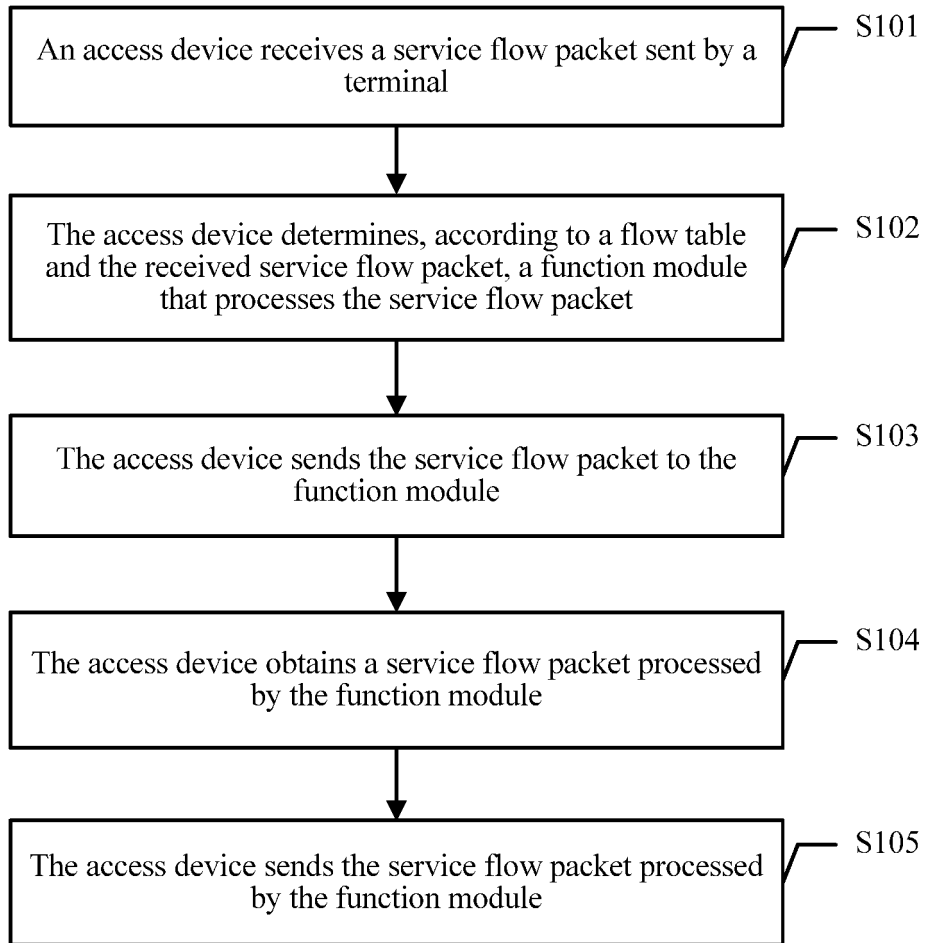 An access device receives a service flow packet sent by a
terminal
S101
The access device determines, according to a flow table
and the received service flow packet, a function module
that processes the service flow packet
S102
The access device sends the service flow packet to the
function module
S103
The access device obtains a service flow packet processed
by the function module
S104
The access device sends the service flow packet processed
by the function module
S105